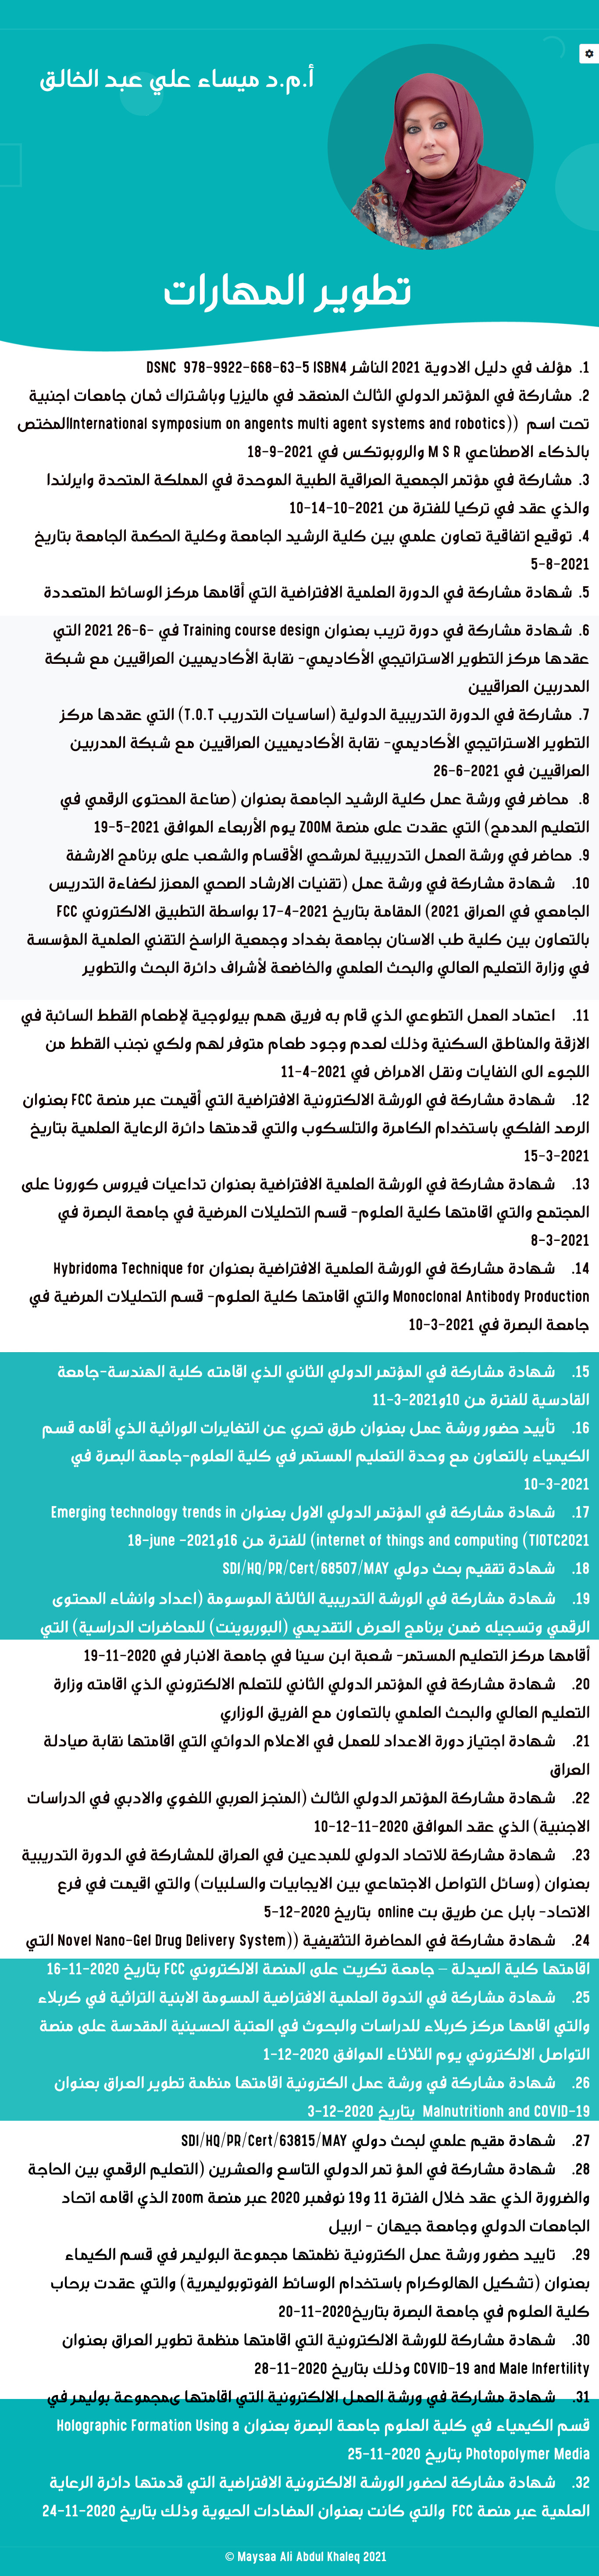 أ.م.د ميساء علي عبد الخالق
تطوير المهارات
1. مؤلف في دليل الادوية 2021 الناشر DSNC 978-9922-668-63-5 ISBN4
2. مشاركة في المؤتمر الدولي الثالث المنعقد في ماليزيا وباشتراك ثمان جامعات اجنبية
تحت اسم ((International symposium on angents multi agent systems and roboticsالمختص
بالذكاء الاصطناعي M S R والروبوتكس في 2021-9-18
3. مشاركة في مؤتمر الجمعية العراقية الطبية الموحدة في المملكة المتحدة وايرلندا
والذي عقد في تركيا للفترة من 2021-10-14-10
4. توقيع اتفاقية تعاون علمي بين كلية الرشيد الجامعة وكلية الحكمة الجامعة بتاريخ
2021-8-5
5. شهادة مشاركة في الدورة العلمية الافتراضية التي أقامها مركز الوسائط المتعددة
6. شهادة مشاركة في دورة تريب بعنوان Training course design في -6-26 2021 التي
عقدها مركز التطوير الاستراتيجي الأكاديمي- نقابة الأكاديميين العراقيين مع شبكة
المدربين العراقيين
7. مشاركة في الدورة التدريبية الدولية (اساسيات التدريب T.O.T) التي عقدها مركز
التطوير الاستراتيجي الأكاديمي- نقابة الأكاديميين العراقيين مع شبكة المدربين
العراقيين في 2021-6-26
8. محاضر في ورشة عمل كلية الرشيد الجامعة بعنوان (صناعة المحتوى الرقمي في
التعليم المدمج) التي عقدت على منصة ZOOM يوم الأربعاء الموافق 2021-5-19
9. محاضر في ورشة العمل التدريبية لمرشحي الأقسام والشعب على برنامج الارشفة
10. شهادة مشاركة في ورشة عمل (تقنيات الارشاد الصحي المعزز لكفاءة التدريس
الجامعي في العراق 2021) المقامة بتاريخ 2021-4-17 بواسطة التطبيق الالكتروني FCC
بالتعاون بين كلية طب الاسنان بجامعة بغداد وجمعية الراسخ التقني العلمية المؤسسة
في وزارة التعليم العالي والبحث العلمي والخاضعة لأشراف دائرة البحث والتطوير
11. اعتماد العمل التطوعي الذي قام به فريق همم بيولوجية لإطعام القطط السائبة في
الازقة والمناطق السكنية وذلك لعدم وجود طعام متوفر لهم ولكي نجنب القطط من
اللجوء الى النفايات ونقل الامراض في 2021-4-11
12. شهادة مشاركة في الورشة الالكترونية الافتراضية التي أقيمت عبر منصة FCC بعنوان
الرصد الفلكي باستخدام الكامرة والتلسكوب والتي قدمتها دائرة الرعاية العلمية بتاريخ
2021-3-15
13. شهادة مشاركة في الورشة العلمية الافتراضية بعنوان تداعيات فيروس كورونا على
المجتمع والتي اقامتها كلية العلوم- قسم التحليلات المرضية في جامعة البصرة في
2021-3-8
14. شهادة مشاركة في الورشة العلمية الافتراضية بعنوان Hybridoma Technique for
Monoclonal Antibody Production والتي اقامتها كلية العلوم- قسم التحليلات المرضية في
جامعة البصرة في 2021-3-10
15. شهادة مشاركة في المؤتمر الدولي الثاني الذي اقامته كلية الهندسة-جامعة
القادسية للفترة من 10و2021-3-11
16. تأييد حضور ورشة عمل بعنوان طرق تحري عن التغايرات الوراثية الذي أقامه قسم
الكيمياء بالتعاون مع وحدة التعليم المستمر في كلية العلوم-جامعة البصرة في
2021-3-10
17. شهادة مشاركة في المؤتمر الدولي الاول بعنوان Emerging technology trends in
internet of things and computing (TIOTC2021) للفترة من 16و2021- june-18
18. شهادة تققيم بحث دولي SDI/HQ/PR/Cert/68507/MAY
19. شهادة مشاركة في الورشة التدريبية الثالثة الموسومة (اعداد وانشاء المحتوى
الرقمي وتسجيله ضمن برنامج العرض التقديمي (البوربوينت) للمحاضرات الدراسية) التي
أقامها مركز التعليم المستمر- شعبة ابن سينا في جامعة الانبار في 2020-11-19
20. شهادة مشاركة في المؤتمر الدولي الثاني للتعلم الالكتروني الذي اقامته وزارة
التعليم العالي والبحث العلمي بالتعاون مع الفريق الوزاري
21. شهادة اجتياز دورة الاعداد للعمل في الاعلام الدوائي التي اقامتها نقابة صيادلة
العراق
22. شهادة مشاركة المؤتمر الدولي الثالث (المنجز العربي اللغوي والادبي في الدراسات
الاجنبية) الذي عقد الموافق 2020-11-12-10
23. شهادة مشاركة للاتحاد الدولي للمبدعين في العراق للمشاركة في الدورة التدريبية
بعنوان (وسائل التواصل الاجتماعي بين الايجابيات والسلبيات) والتي اقيمت في فرع
الاتحاد- بابل عن طريق بت online بتاريخ 2020-12-5
24. شهادة مشاركة في المحاضرة التثقيفية ((Novel Nano-Gel Drug Delivery System التي
اقامتها كلية الصيدلة – جامعة تكريت على المنصة الالكتروني FCC بتاريخ 2020-11-16
25. شهادة مشاركة في الندوة العلمية الافتراضية المسومة الابنية التراثية في كربلاء
والتي اقامها مركز كربلاء للدراسات والبحوث في العتبة الحسينية المقدسة على منصة
التواصل الالكتروني يوم الثلاثاء الموافق 2020-12-1
26. شهادة مشاركة في ورشة عمل الكترونية اقامتها منظمة تطوير العراق بعنوان
Malnutritionh and COVID-19 بتاريخ 2020-12-3
27. شهادة مقيم علمي لبحث دولي SDI/HQ/PR/Cert/63815/MAY
28. شهادة مشاركة في المؤ تمر الدولي التاسع والعشرين (التعليم الرقمي بين الحاجة
والضرورة الذي عقد خلال الفترة 11 و19 نوفمبر 2020 عبر منصة zoom الذي اقامه اتحاد
الجامعات الدولي وجامعة جيهان - اربيل
29. تاييد حضور ورشة عمل الكترونية نظمتها مجموعة البوليمر في قسم الكيماء
بعنوان (تشكيل الهالوكرام باستخدام الوسائط الفوتوبوليمرية) والتي عقدت برحاب
كلية العلوم في جامعة البصرة بتاريخ2020-11-20
30. شهادة مشاركة للورشة الالكترونية التي اقامتها منظمة تطوير العراق بعنوان
COVID-19 and Male Infertility وذلك بتاريخ 2020-11-28
31. شهادة مشاركة في ورشة العمل الالكترونية التي اقامتها ىمجموعة بوليمر في
قسم الكيمياء في كلية العلوم جامعة البصرة بعنوان Holographic Formation Using a
Photopolymer Media بتاريخ 2020-11-25
32. شهادة مشاركة لحضور الورشة الالكترونية الافتراضية التي قدمتها دائرة الرعاية
العلمية عبر منصة FCC والتي كانت بعنوان المضادات الحيوية وذلك بتاريخ 2020-11-24
© Maysaa Ali Abdul Khaleq 2021